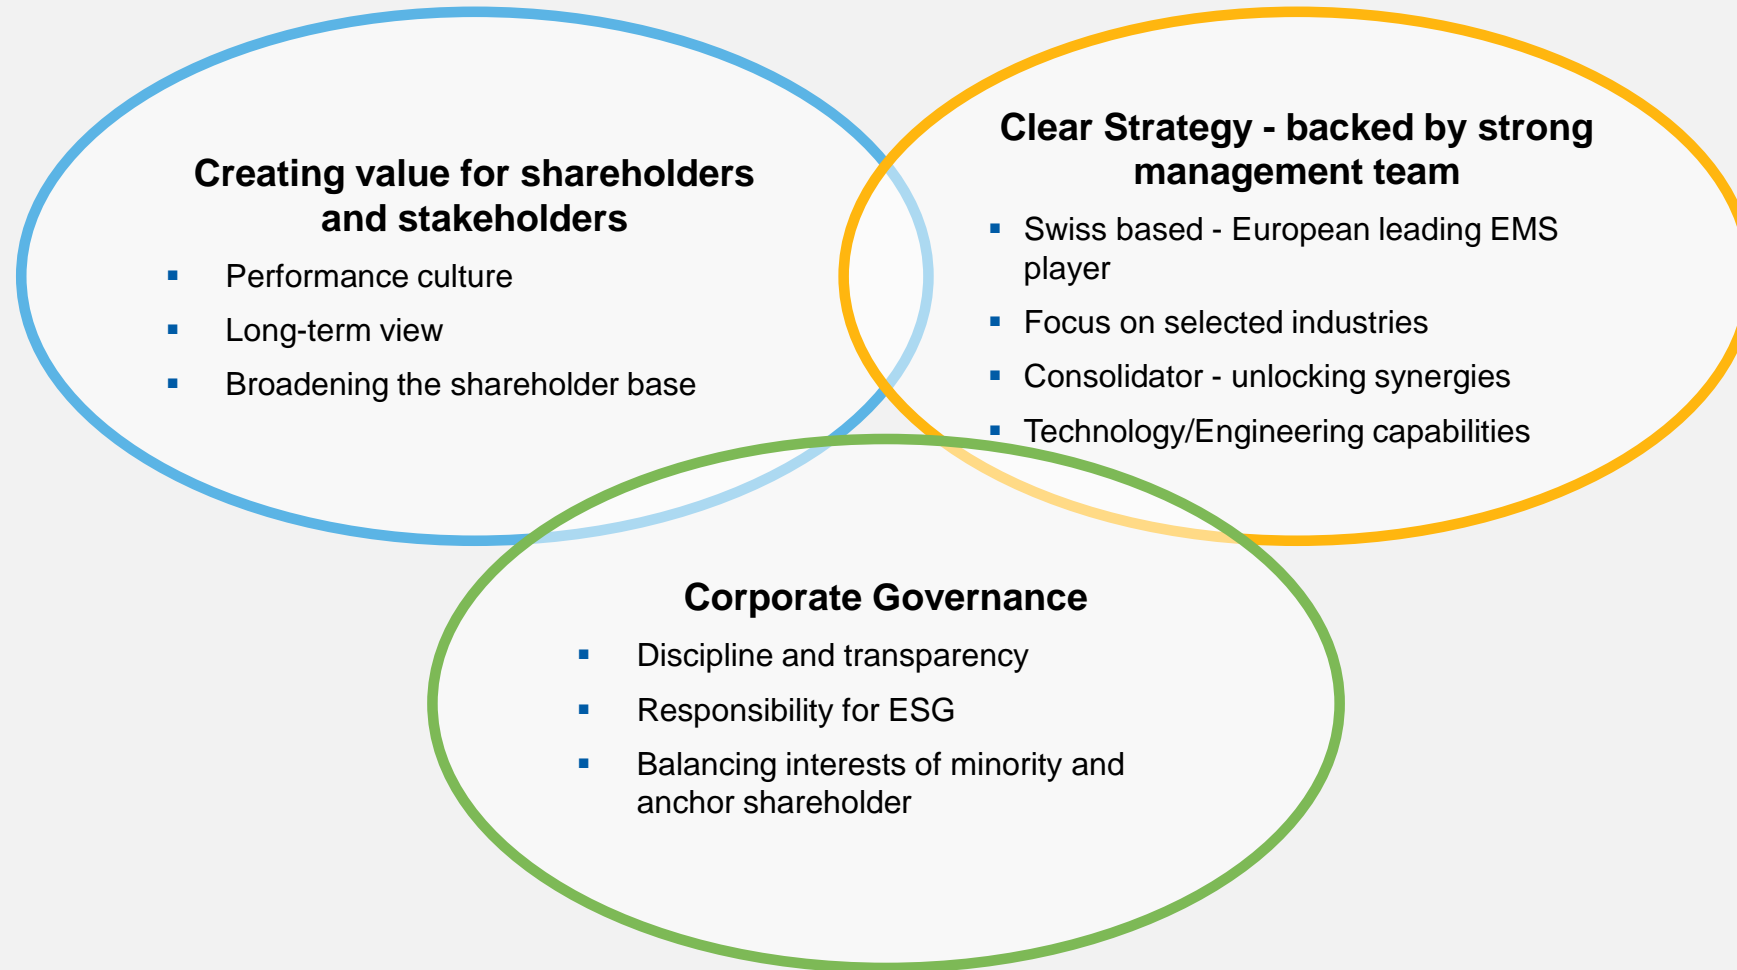 Creating value for shareholders
and stakeholders
▪ Performance culture
▪ Long-term view
▪ Broadening the shareholder base
Clear Strategy - backed by strong
management team
▪ Swiss based - European leading EMS
player
▪ Focus on selected industries
▪ Consolidator - unlocking synergies
▪ Technology/Engineering capabilities
Corporate Governance
▪ Discipline and transparency
▪ Responsibility for ESG
▪ Balancing interests of minority and
anchor shareholder